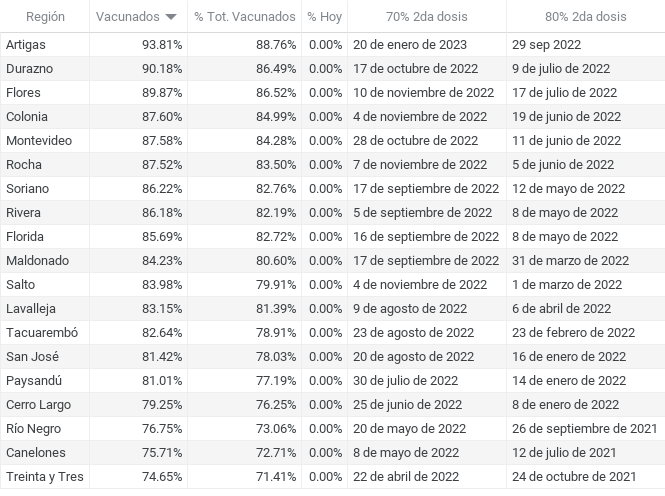 Región Vacunados % Tot. Vacunados % Hoy 70% 2da dosis 80% 2da dosis
Artigas 93.81% 88.76% 0.00% 20 de enero de 2023 29 sep 2022
Durazno 90.18% 86.49% 0.00% 17 de octubre de 2022 9 de julio de 2022
Flores 89.87% 86.52% 0.00% 10 de noviembre de 2022 17 de julio de 2022
Colonia 87.60% 84.99% 0.00% 4 de noviembre de 2022 19 de junio de 2022
Montevideo 87.58% 84.28% 0.00% 28 de octubre de 2022 11 de junio de 2022
Rocha 87.52% 83.50% 0.00% 7 de noviembre de 2022 5 de junio de 2022
Soriano 86.22% 82.76% 0.00% 17 de septiembre de 2022 12 de mayo de 2022
Rivera 86.18% 82.19% 0.00% 5 de septiembre de 2022 8 de mayo de 2022
Florida 85.69% 82.72% 0.00% 16 de septiembre de 2022 8 de mayo de 2022
Maldonado 84.23% 80.60% 0.00% 17 de septiembre de 2022 31 de marzo de 2022
Salto 83.98% 79.91% 0.00% 4 de noviembre de 2022 1 de marzo de 2022
Lavalleja 83.15% 81.39% 0.00% 9 de agosto de 2022 6 de abril de 2022
Tacuarembó 82.64% 78.91% 0.00% 23 de agosto de 2022 23 de febrero de 2022
San José 81.42% 78.03% 0.00% 20 de agosto de 2022 16 de enero de 2022
Paysandú 81.01% 77.19% 0.00% 30 de julio de 2022 14 de enero de 2022
Cerro Largo 79.25% 76.25% 0.00% 25 de junio de 2022 8 de enero de 2022
Río Negro 76.75% 73.06% 0.00% 20 de mayo de 2022 26 de septiembre de 2021
Canelones 75.71% 72.71% 0.00% 8 de mayo de 2022 12 de julio de 2021
Treinta y Tres 74.65% 71.41% 0.00% 22 de abril de 2022 24 de octubre de 2021